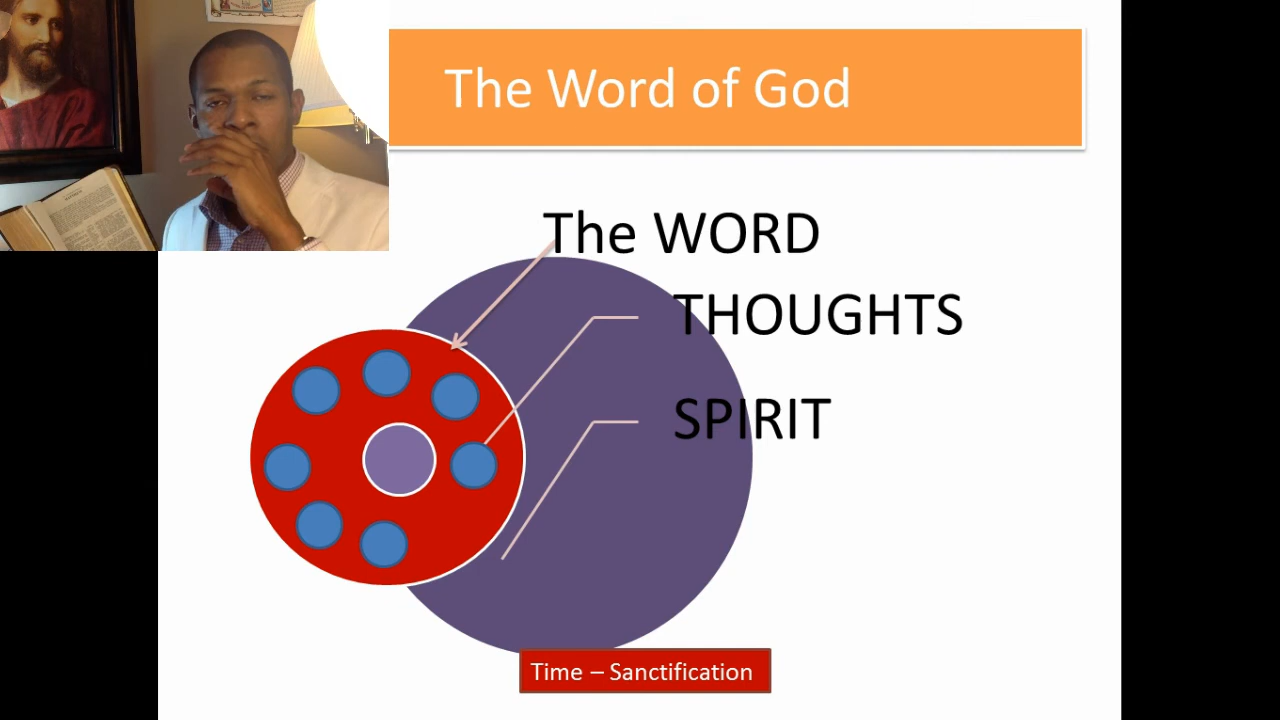 The Word of God
The WORD
THOUGHTS
SPIRIT
Time – Sanctification